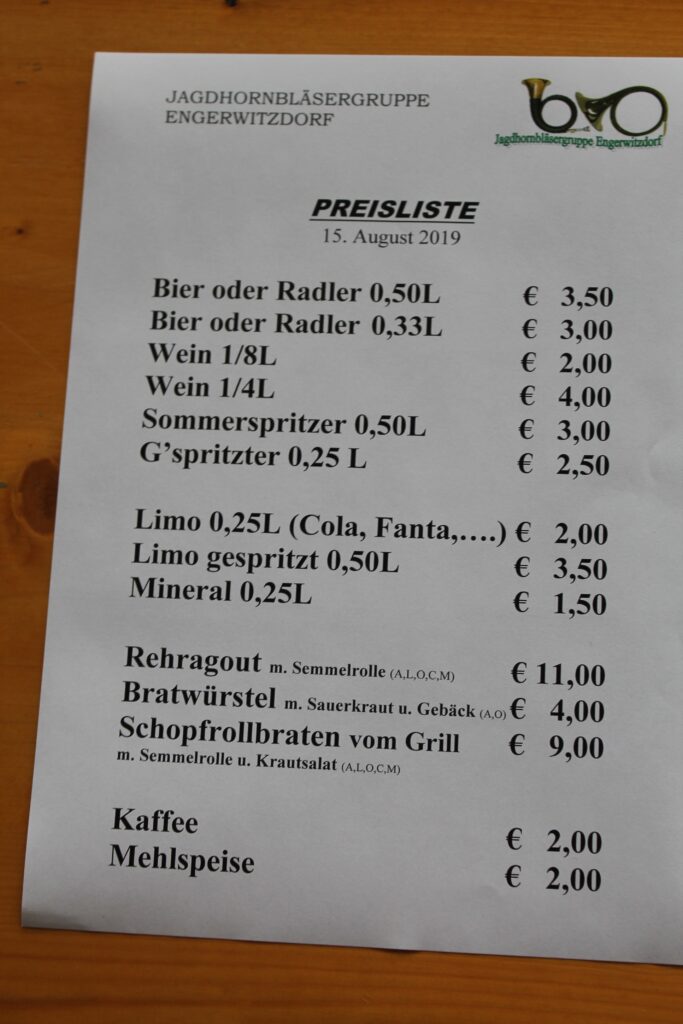 JAGDHORNBLÄSERGRUPPE
ENGERWITZDORF
Jagdhornbläsergruppe Engerwitzdorf
PREISLISTE
15. August 2019
Bier oder Radler 0,50L € 3,50
Bier oder Radler 0,33L € 3,00
Wein 1/8L € 2,00
Wein 1/4L € 4,00
Sommerspritzer 0,50L € 3,00
G’spritzter 0,25 L € 2,50
Limo 0,25L (Cola, Fanta,….) € 2,00
Limo gespritzt 0,50L € 3,50
Mineral 0,25L € 1,50
Rehragout m. Semmelrolle (A,L,O,C,M) € 11,00
Bratwürstel m. Sauerkraut u. Gebäck (A,O) € 4,00
Schopfrollbraten vom Grill € 9,00
m. Semmelrolle u. Krautsalat (A,L,O,C,M)
Kaffee € 2,00
Mehlspeise € 2,00